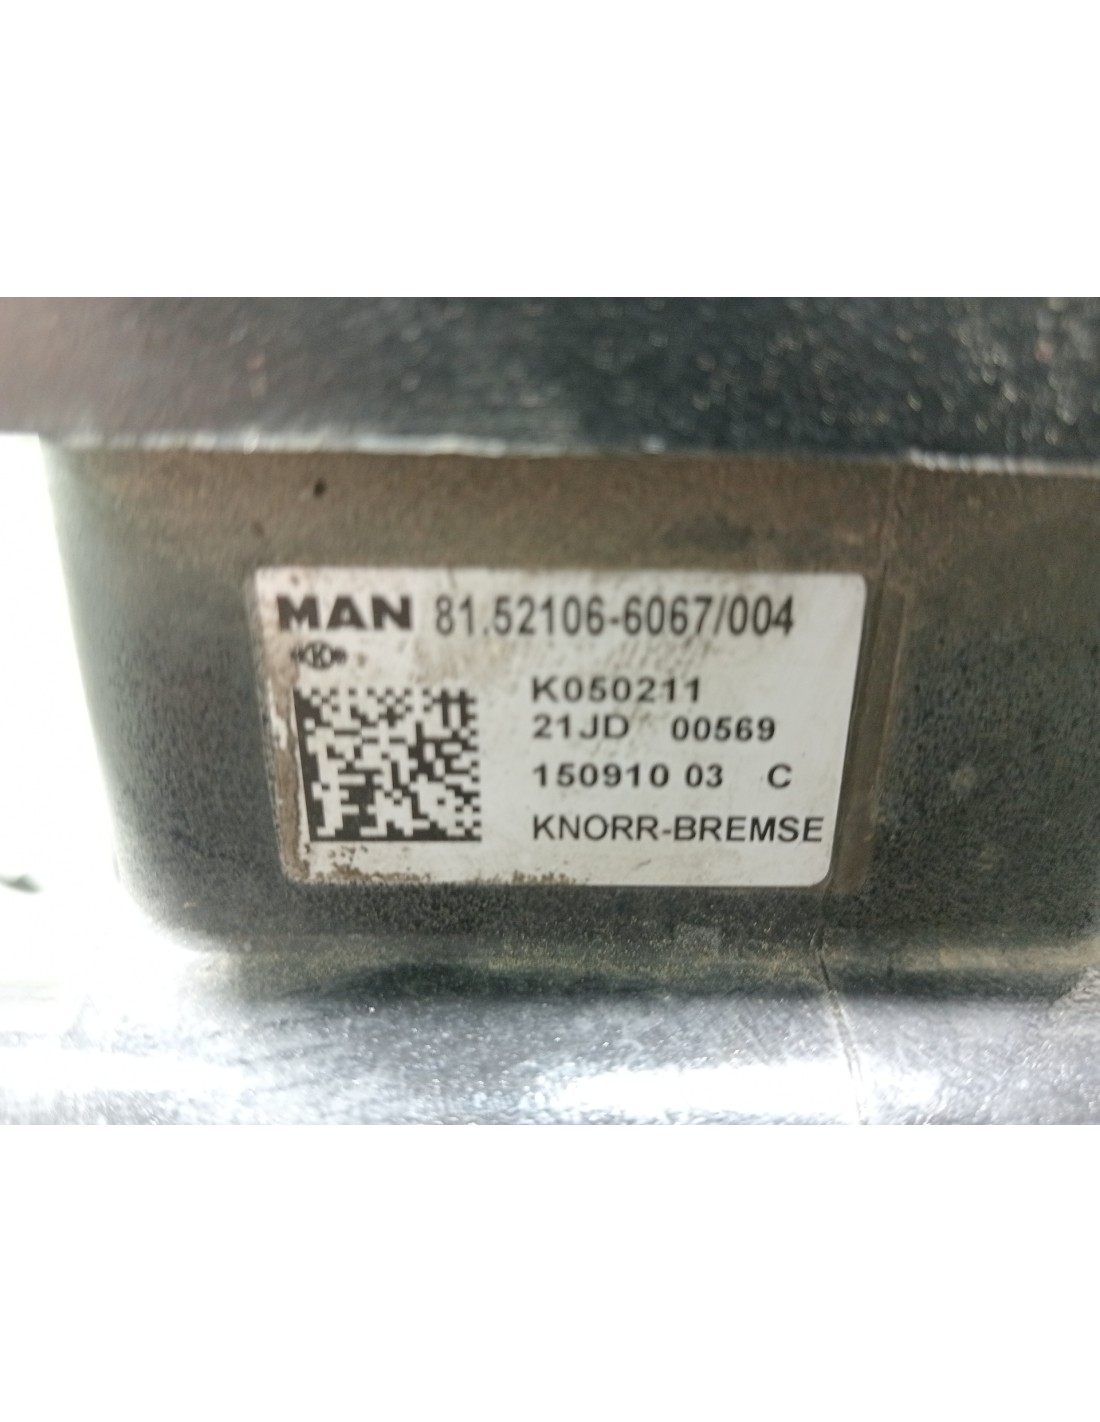 MAN 81.52106-6067/004
K
K050211
21JD 00569
150910 03 C
KNORR-BREMSE